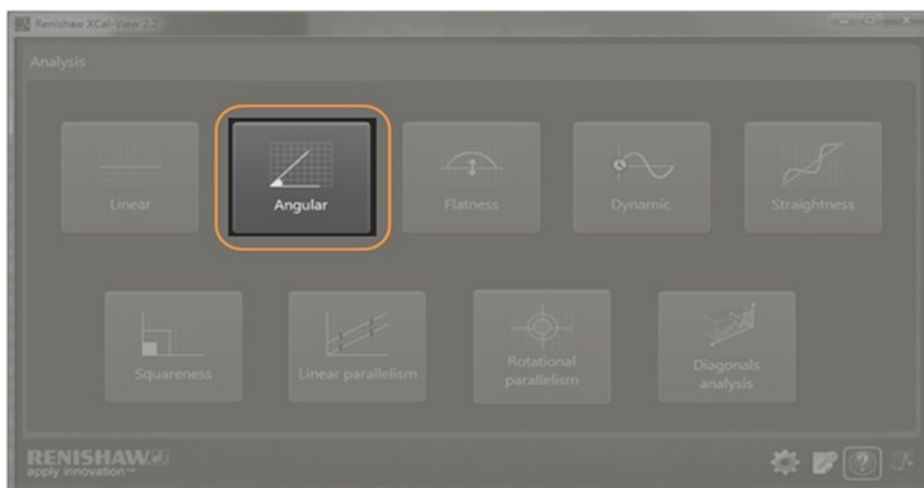 Renishaw XCal-View 2.2
Analysis
Linear
Angular
Flatness
Dynamic
Straightness
Squareness
Linear parallelism
Rotational
parallelism
Diagonals
analysis
RENISHAW
apply innovation™